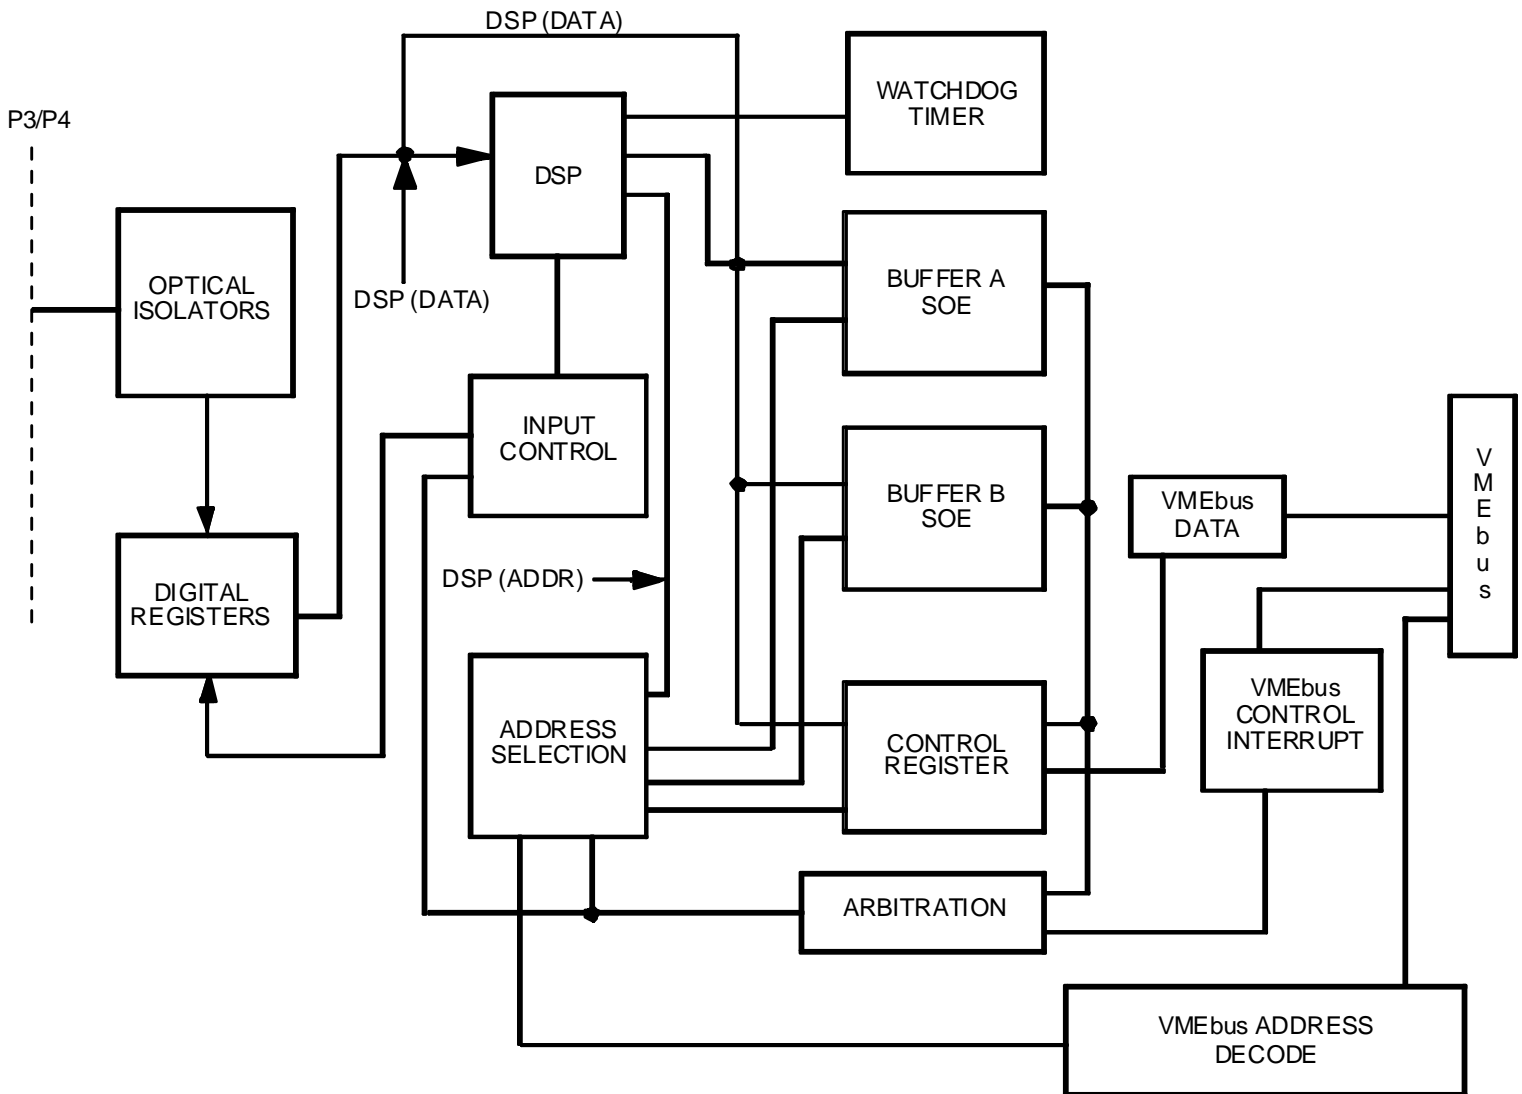 DSP (DATA)
WATCHDOG
TIMER
P3/P4
DSP
OPTICAL
ISOLATORS
DSP (DATA)
BUFFER A
SOE
INPUT
CONTROL
BUFFER B
SOE
VMEbus
DATA
VMEbus
DIGITAL
REGISTERS
DSP (ADDR)
ADDRESS
SELECTION
CONTROL
REGISTER
VMEbus
CONTROL
INTERRUPT
ARBITRATION
VMEbus ADDRESS
DECODE